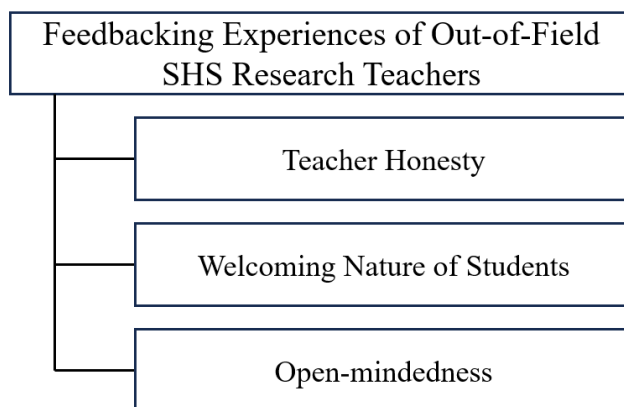 Feedbacking Experiences of Out-of-Field
SHS Research Teachers
Teacher Honesty
Welcoming Nature of Students
Open-mindedness